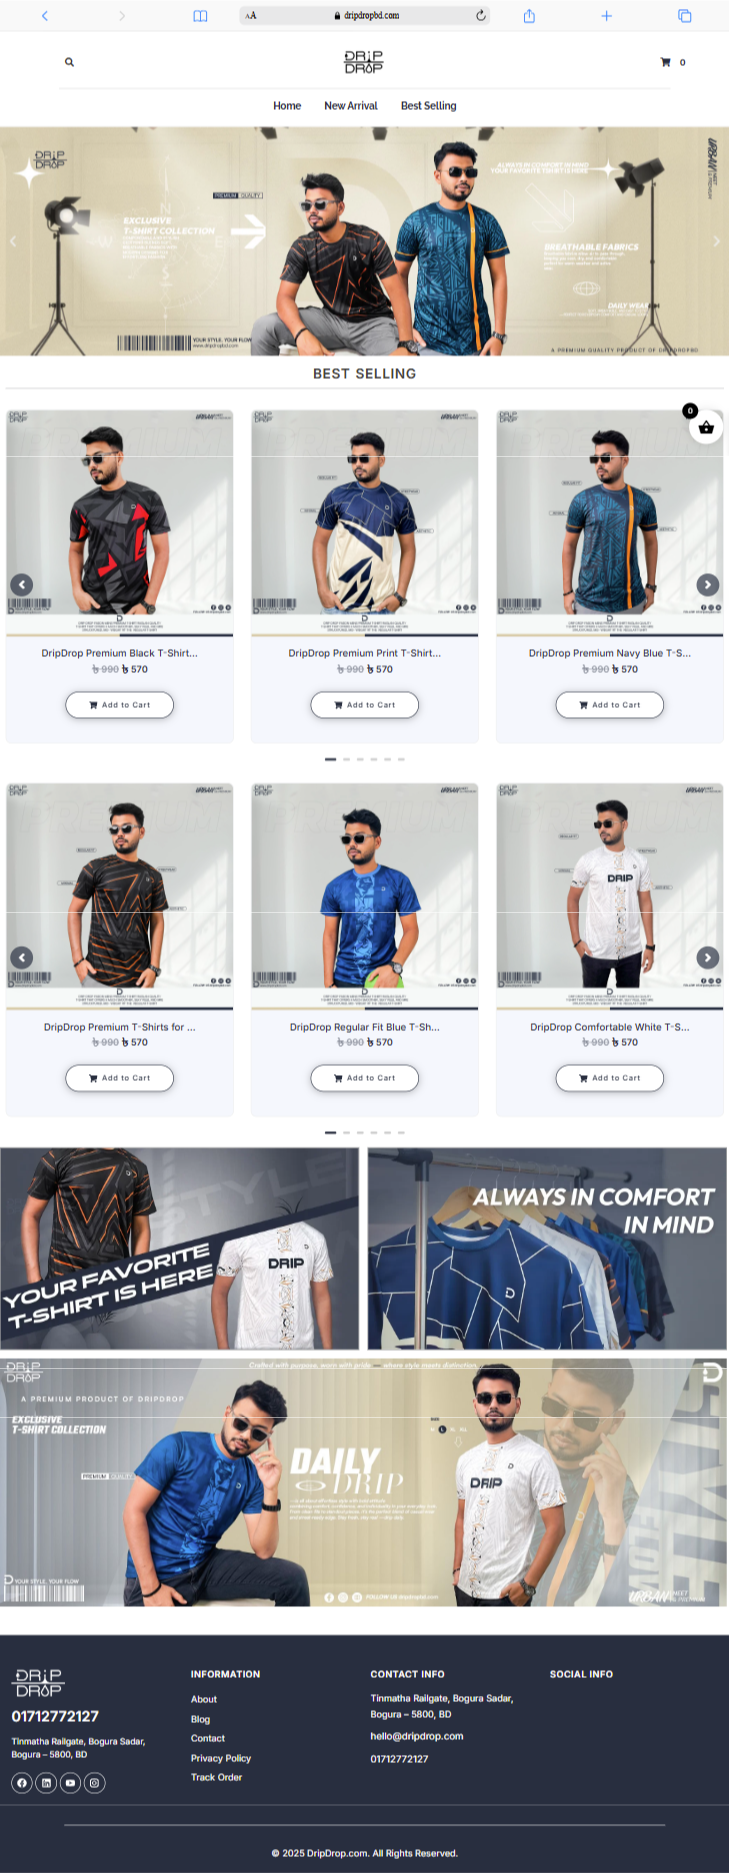 AA
dripdropbd.com
DRiP
DROP
0
Home
New Arrival
Best Selling
DRiP
DROP
PREMIUM QUALITY
EXCLUSIVE
T-SHIRT COLLECTION
ALWAYS IN COMFORT IN MIND
YOUR FAVORITE TSHIRT IS HERE
BREATHABLE FABRICS
DAILY WEAR
YOUR STYLE, YOUR FLOW
www.dripdropbd.com
A PREMIUM QUALITY PRODUCT OF DRIPDROPBD
BEST SELLING
0
DripDrop Premium Black T-Shirt...
৳ 990 ৳ 570
Add to Cart
DripDrop Premium Print T-Shirt...
৳ 990 ৳ 570
Add to Cart
DripDrop Premium Navy Blue T-S...
৳ 990 ৳ 570
Add to Cart
DRIP
DripDrop Premium T-Shirts for ...
৳ 990 ৳ 570
Add to Cart
DripDrop Regular Fit Blue T-Sh...
৳ 990 ৳ 570
Add to Cart
DripDrop Comfortable White T-S...
৳ 990 ৳ 570
Add to Cart
STYLE
YOUR FAVORITE
T-SHIRT IS HERE
DRIP
ALWAYS IN COMFORT
IN MIND
DRiP
DROP
Crafted with purpose, worn with pride — where style meets distinction.
A PREMIUM PRODUCT OF DRIPDROP
EXCLUSIVE
T-SHIRT COLLECTION
PREMIUM QUALITY
DAILY
DRIP
DRIP
YOUR STYLE, YOUR FLOW
FOLLOW US dripdropbd.com
URBAN
DRiP
DROP
01712772127
Tinmatha Railgate, Bogura Sadar,
Bogura – 5800, BD
INFORMATION
About
Blog
Contact
Privacy Policy
Track Order
CONTACT INFO
Tinmatha Railgate, Bogura Sadar,
Bogura – 5800, BD
hello@dripdrop.com
01712772127
SOCIAL INFO
© 2025 DripDrop.com. All Rights Reserved.